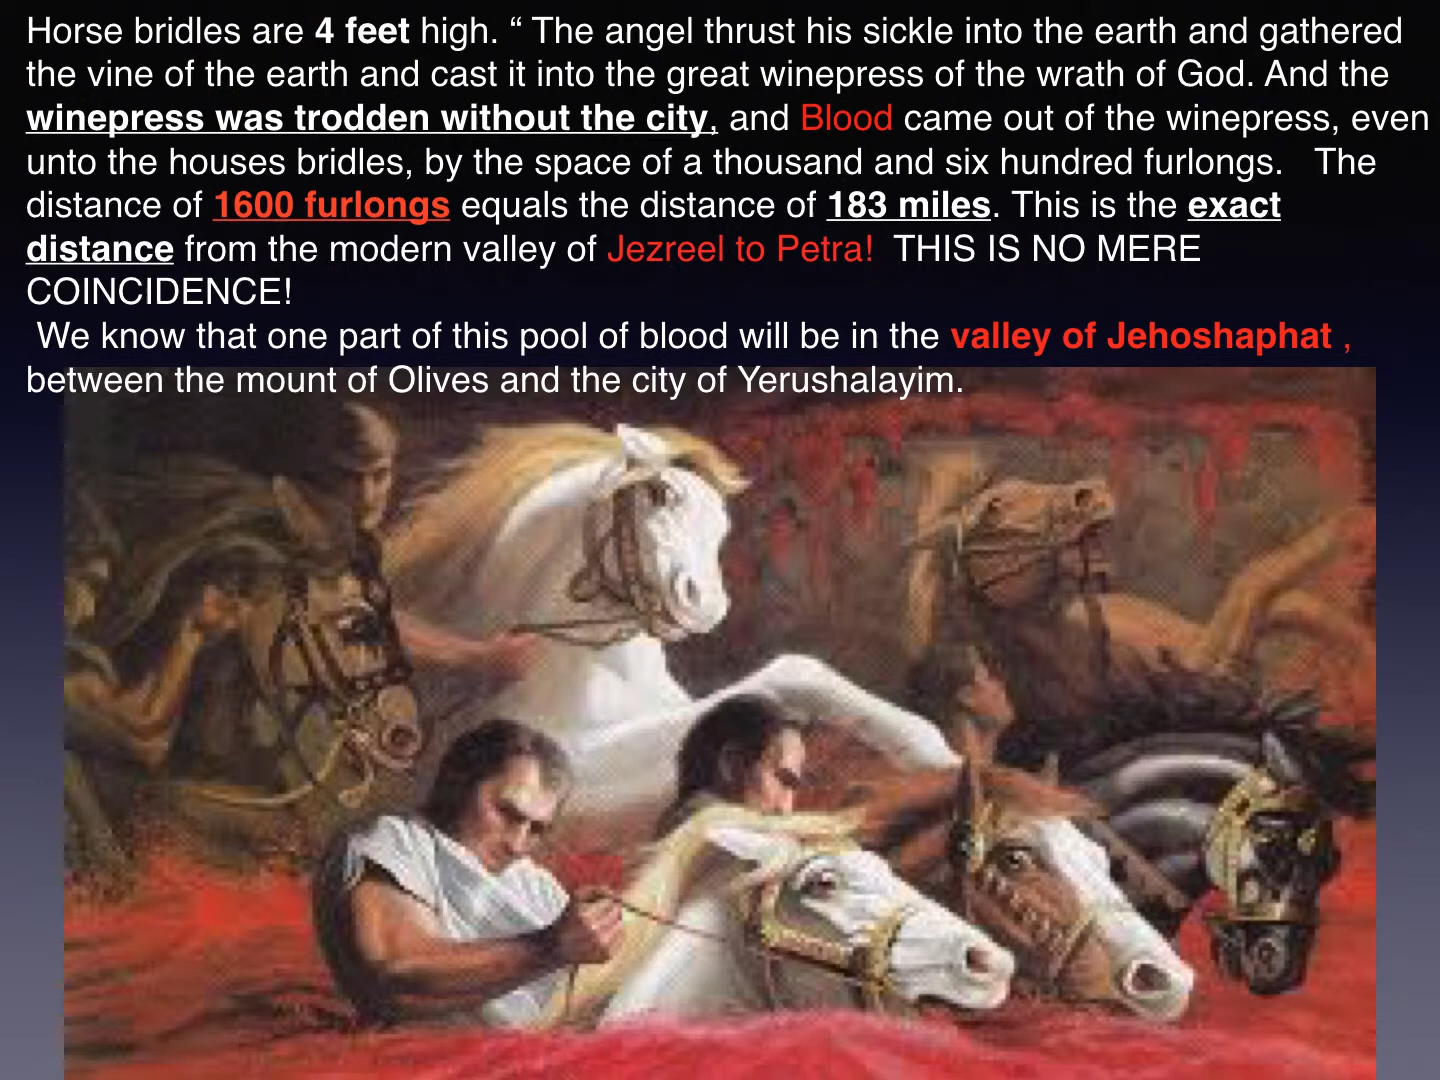 Horse bridles are 4 feet high. “ The angel thrust his sickle into the earth and gathered
the vine of the earth and cast it into the great winepress of the wrath of God. And the
winepress was trodden without the city, and Blood came out of the winepress, even
unto the houses bridles, by the space of a thousand and six hundred furlongs.   The
distance of 1600 furlongs equals the distance of 183 miles. This is the exact
distance from the modern valley of Jezreel to Petra!  THIS IS NO MERE
COINCIDENCE!
We know that one part of this pool of blood will be in the valley of Jehoshaphat ,
between the mount of Olives and the city of Yerushalayim.